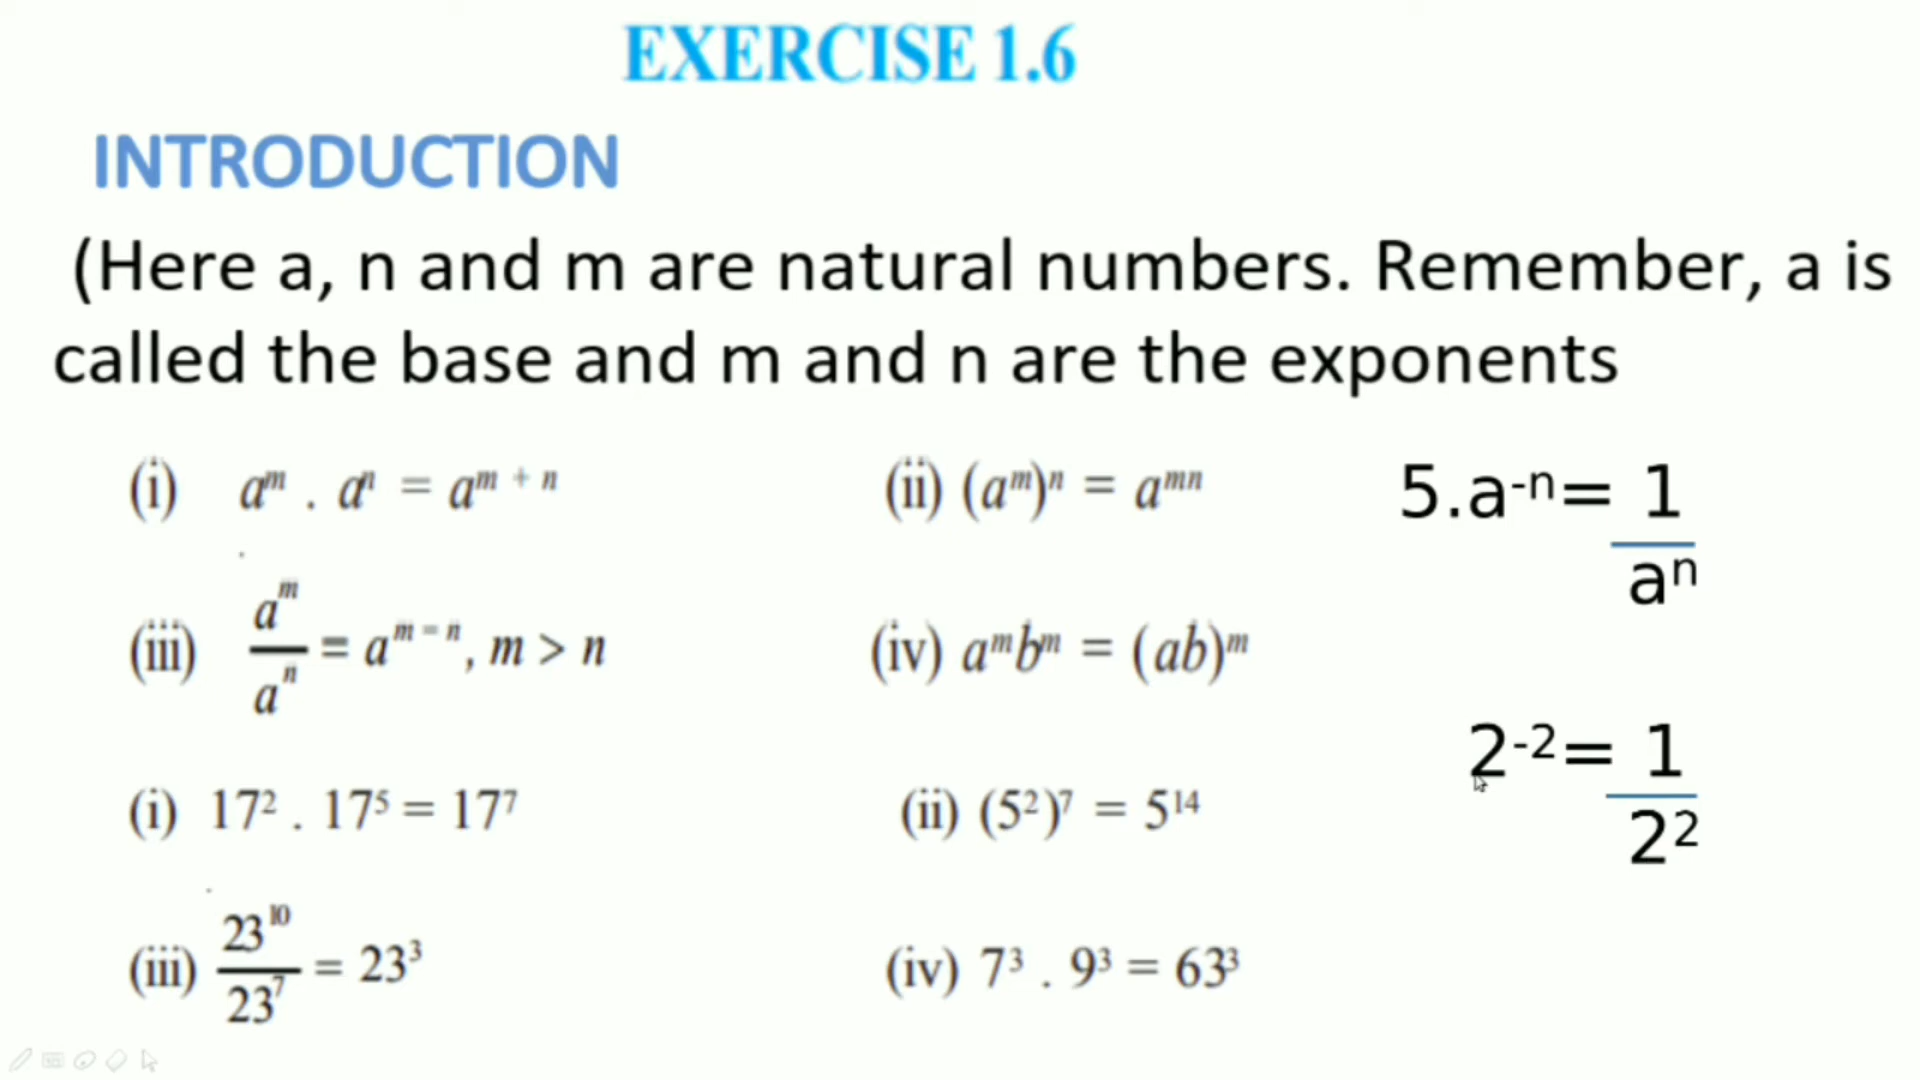 EXERCISE 1.6
INTRODUCTION
(Here a, n and m are natural numbers. Remember, a is
called the base and m and n are the exponents
(i) aᵐ . aⁿ = aᵐ ⁺ ⁿ
(ii) (aᵐ)ⁿ = aᵐⁿ
5.a⁻ⁿ= 1
aⁿ
(iii) aᵐ/aⁿ = aᵐ ⁻ ⁿ, m > n
(iv) aᵐbᵐ = (ab)ᵐ
2⁻²= 1
2²
(i) 17² . 17⁵ = 17⁷
(ii) (5²)⁷ = 5¹⁴
(iii) 23¹⁰/23⁷ = 23³
(iv) 7³ . 9³ = 63³